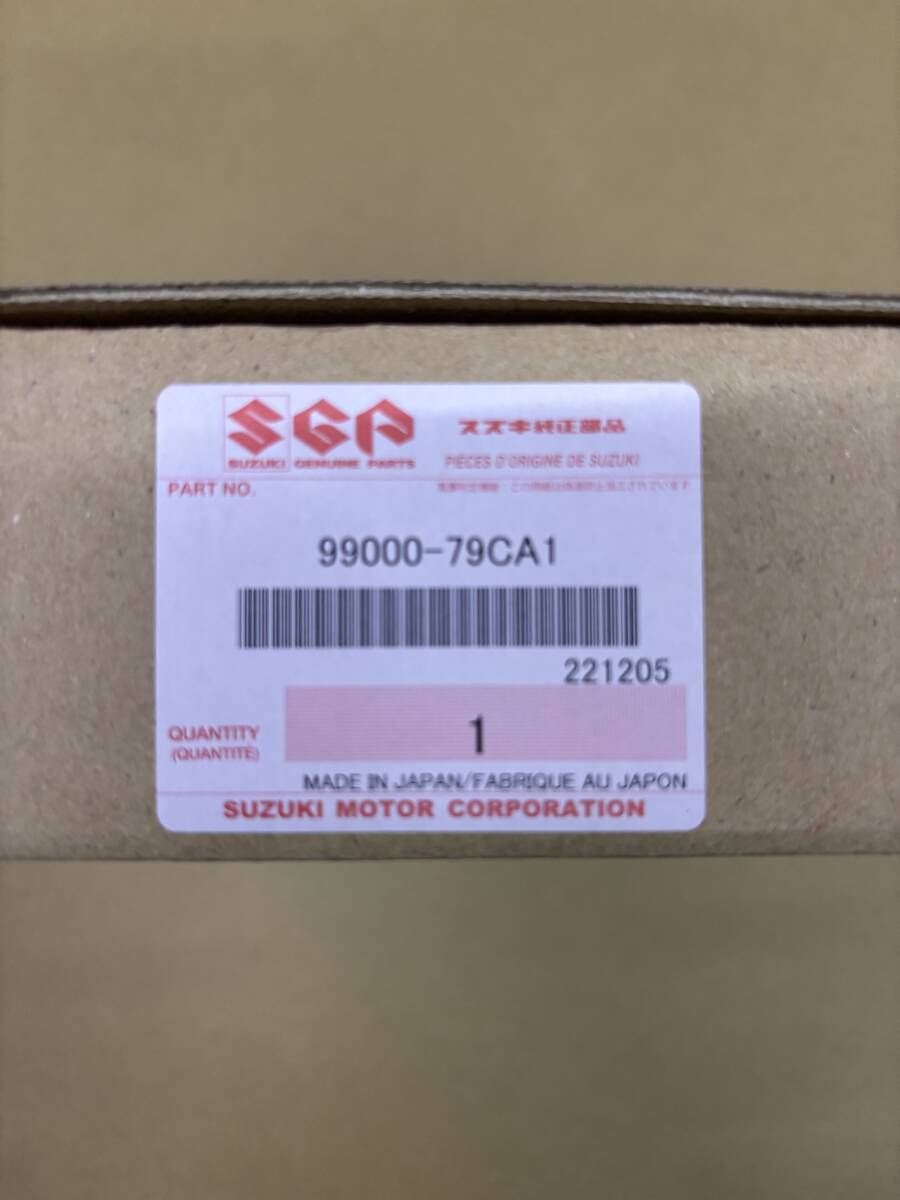 SGP
SUZUKI GENUINE PARTS
スズキ純正部品
PIÈCES D'ORIGINE DE SUZUKI
PART NO.
99000-79CA1
221205
QUANTITY
(QUANTITÉ)
1
MADE IN JAPAN/FABRIQUE AU JAPON
SUZUKI MOTOR CORPORATION